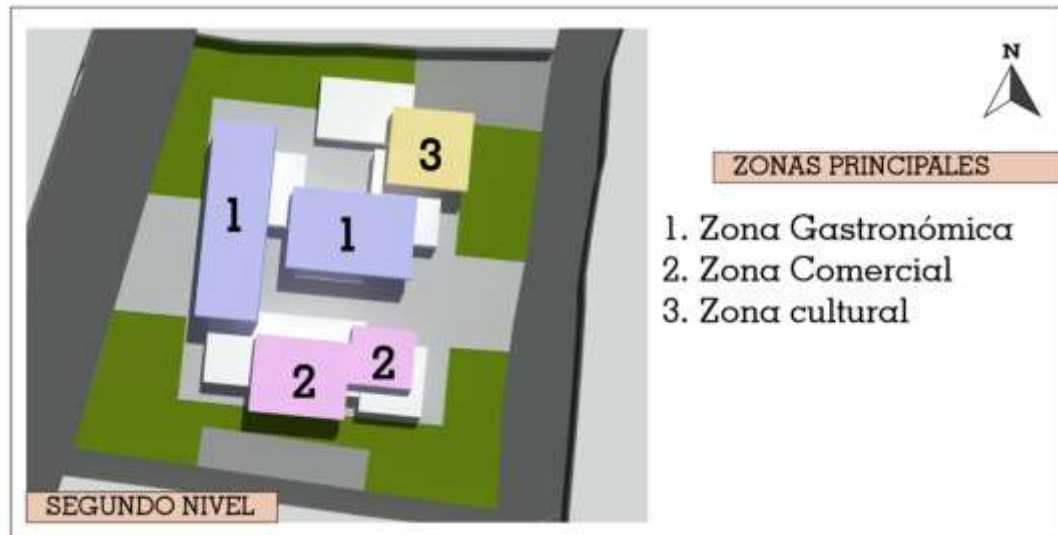 N
ZONAS PRINCIPALES
1. Zona Gastronómica
2. Zona Comercial
3. Zona cultural
3
1
1
2
2
SEGUNDO NIVEL